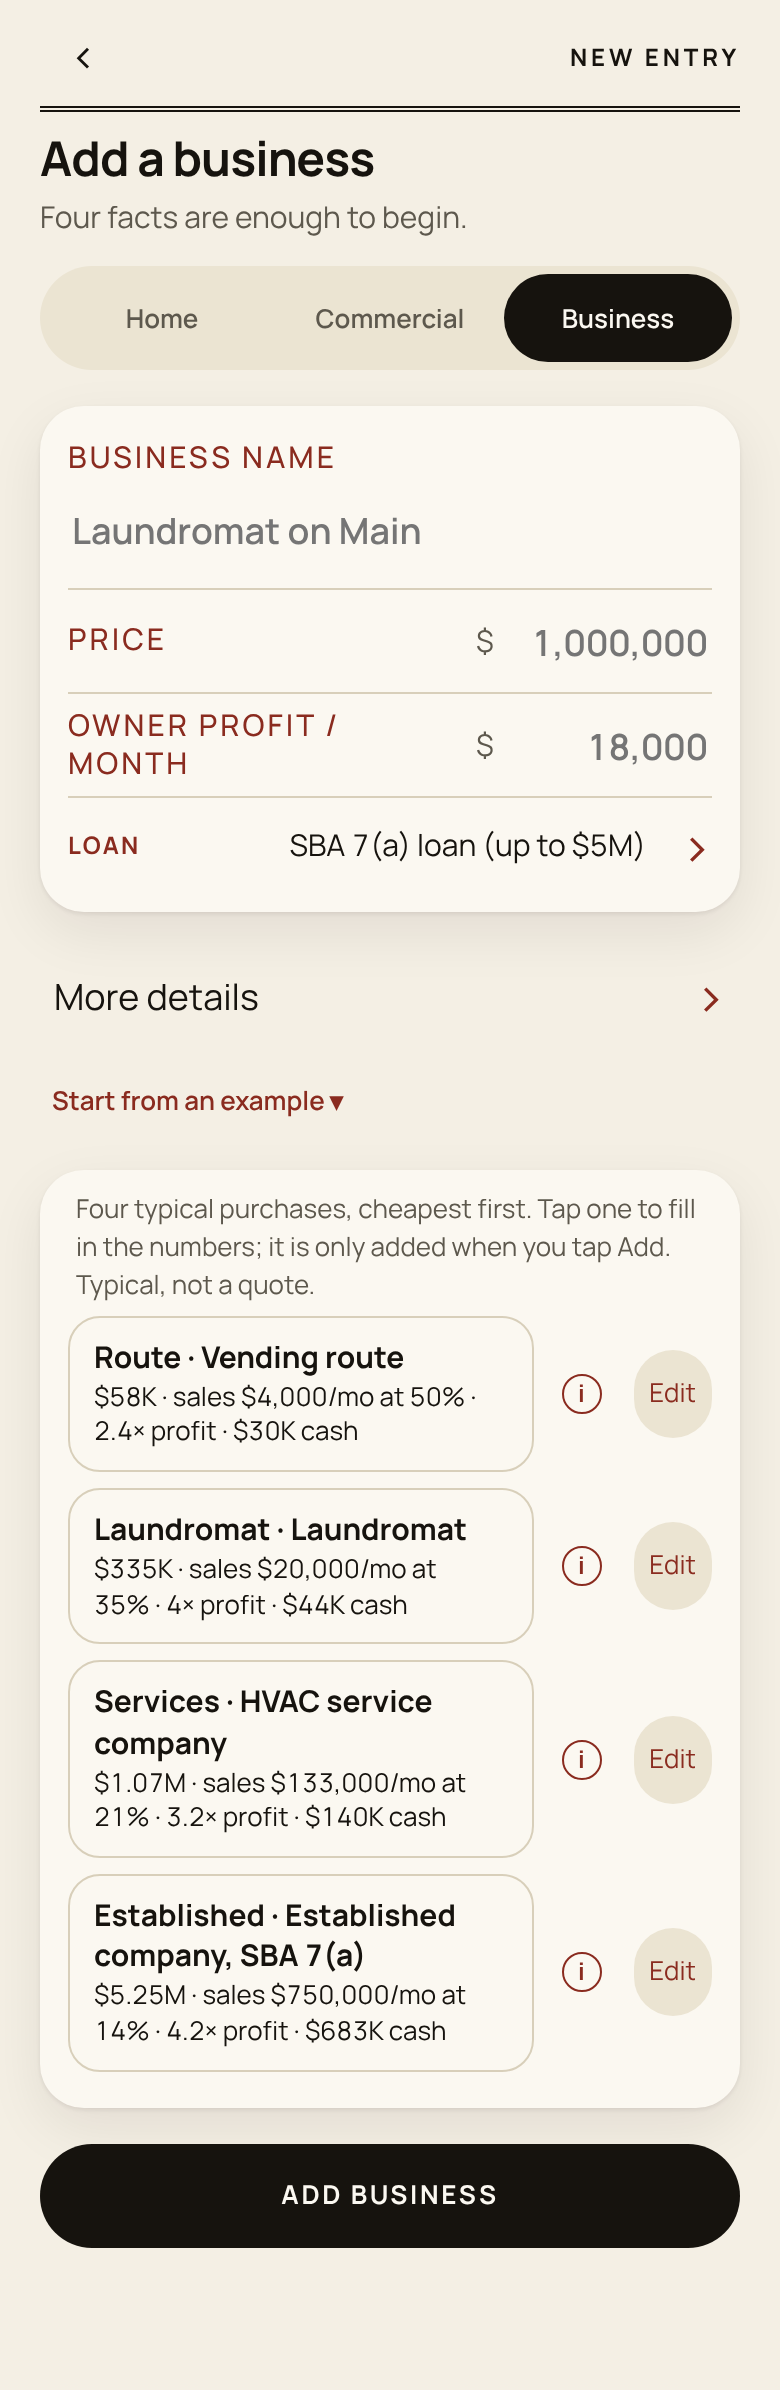 NEW ENTRY
Add a business
Four facts are enough to begin.
Home Commercial Business
BUSINESS NAME
Laundromat on Main
PRICE $ 1,000,000
OWNER PROFIT /
MONTH
$ 18,000
LOAN SBA 7(a) loan (up to $5M)
More details
Start from an example ▾
Four typical purchases, cheapest first. Tap one to fill
in the numbers; it is only added when you tap Add.
Typical, not a quote.
Route · Vending route
$58K · sales $4,000/mo at 50% ·
2.4× profit · $30K cash
i Edit
Laundromat · Laundromat
$335K · sales $20,000/mo at
35% · 4× profit · $44K cash
i Edit
Services · HVAC service
company
$1.07M · sales $133,000/mo at
21% · 3.2× profit · $140K cash
i Edit
Established · Established
company, SBA 7(a)
$5.25M · sales $750,000/mo at
14% · 4.2× profit · $683K cash
i Edit
ADD BUSINESS